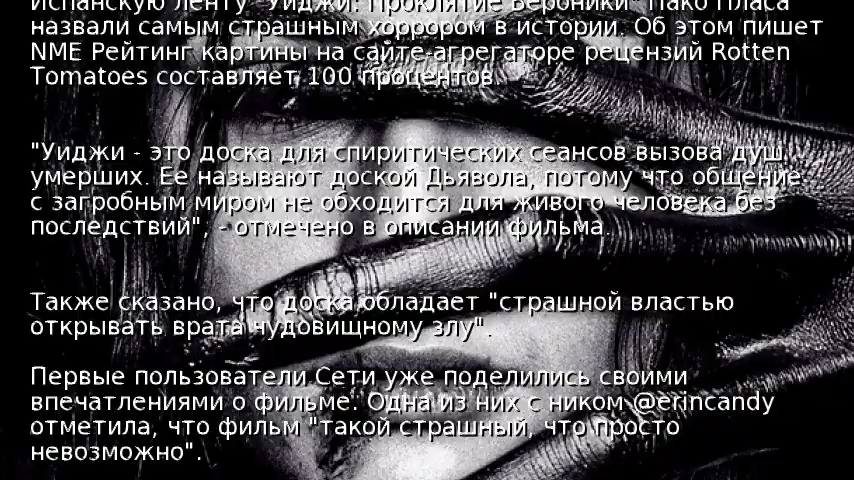 Испанскую ленту "Уиджи: Проклятие Вероники" Пако Пласа
назвали самым страшным хоррором в истории. Об этом пишет
NME Рейтинг картины на сайте-агрегаторе рецензий Rotten
Tomatoes составляет 100 процентов.
"Уиджи - это доска для спиритических сеансов вызова душ
умерших. Ее называют доской Дьявола, потому что общение
с загробным миром не обходится для живого человека без
последствий", - отмечено в описании фильма.
Также сказано, что доска обладает "страшной властью
открывать врата чудовищному злу".
Первые пользователи Сети уже поделились своими
впечатлениями о фильме. Одна из них с ником @erincandy
отметила, что фильм "такой страшный, что просто
невозможно".